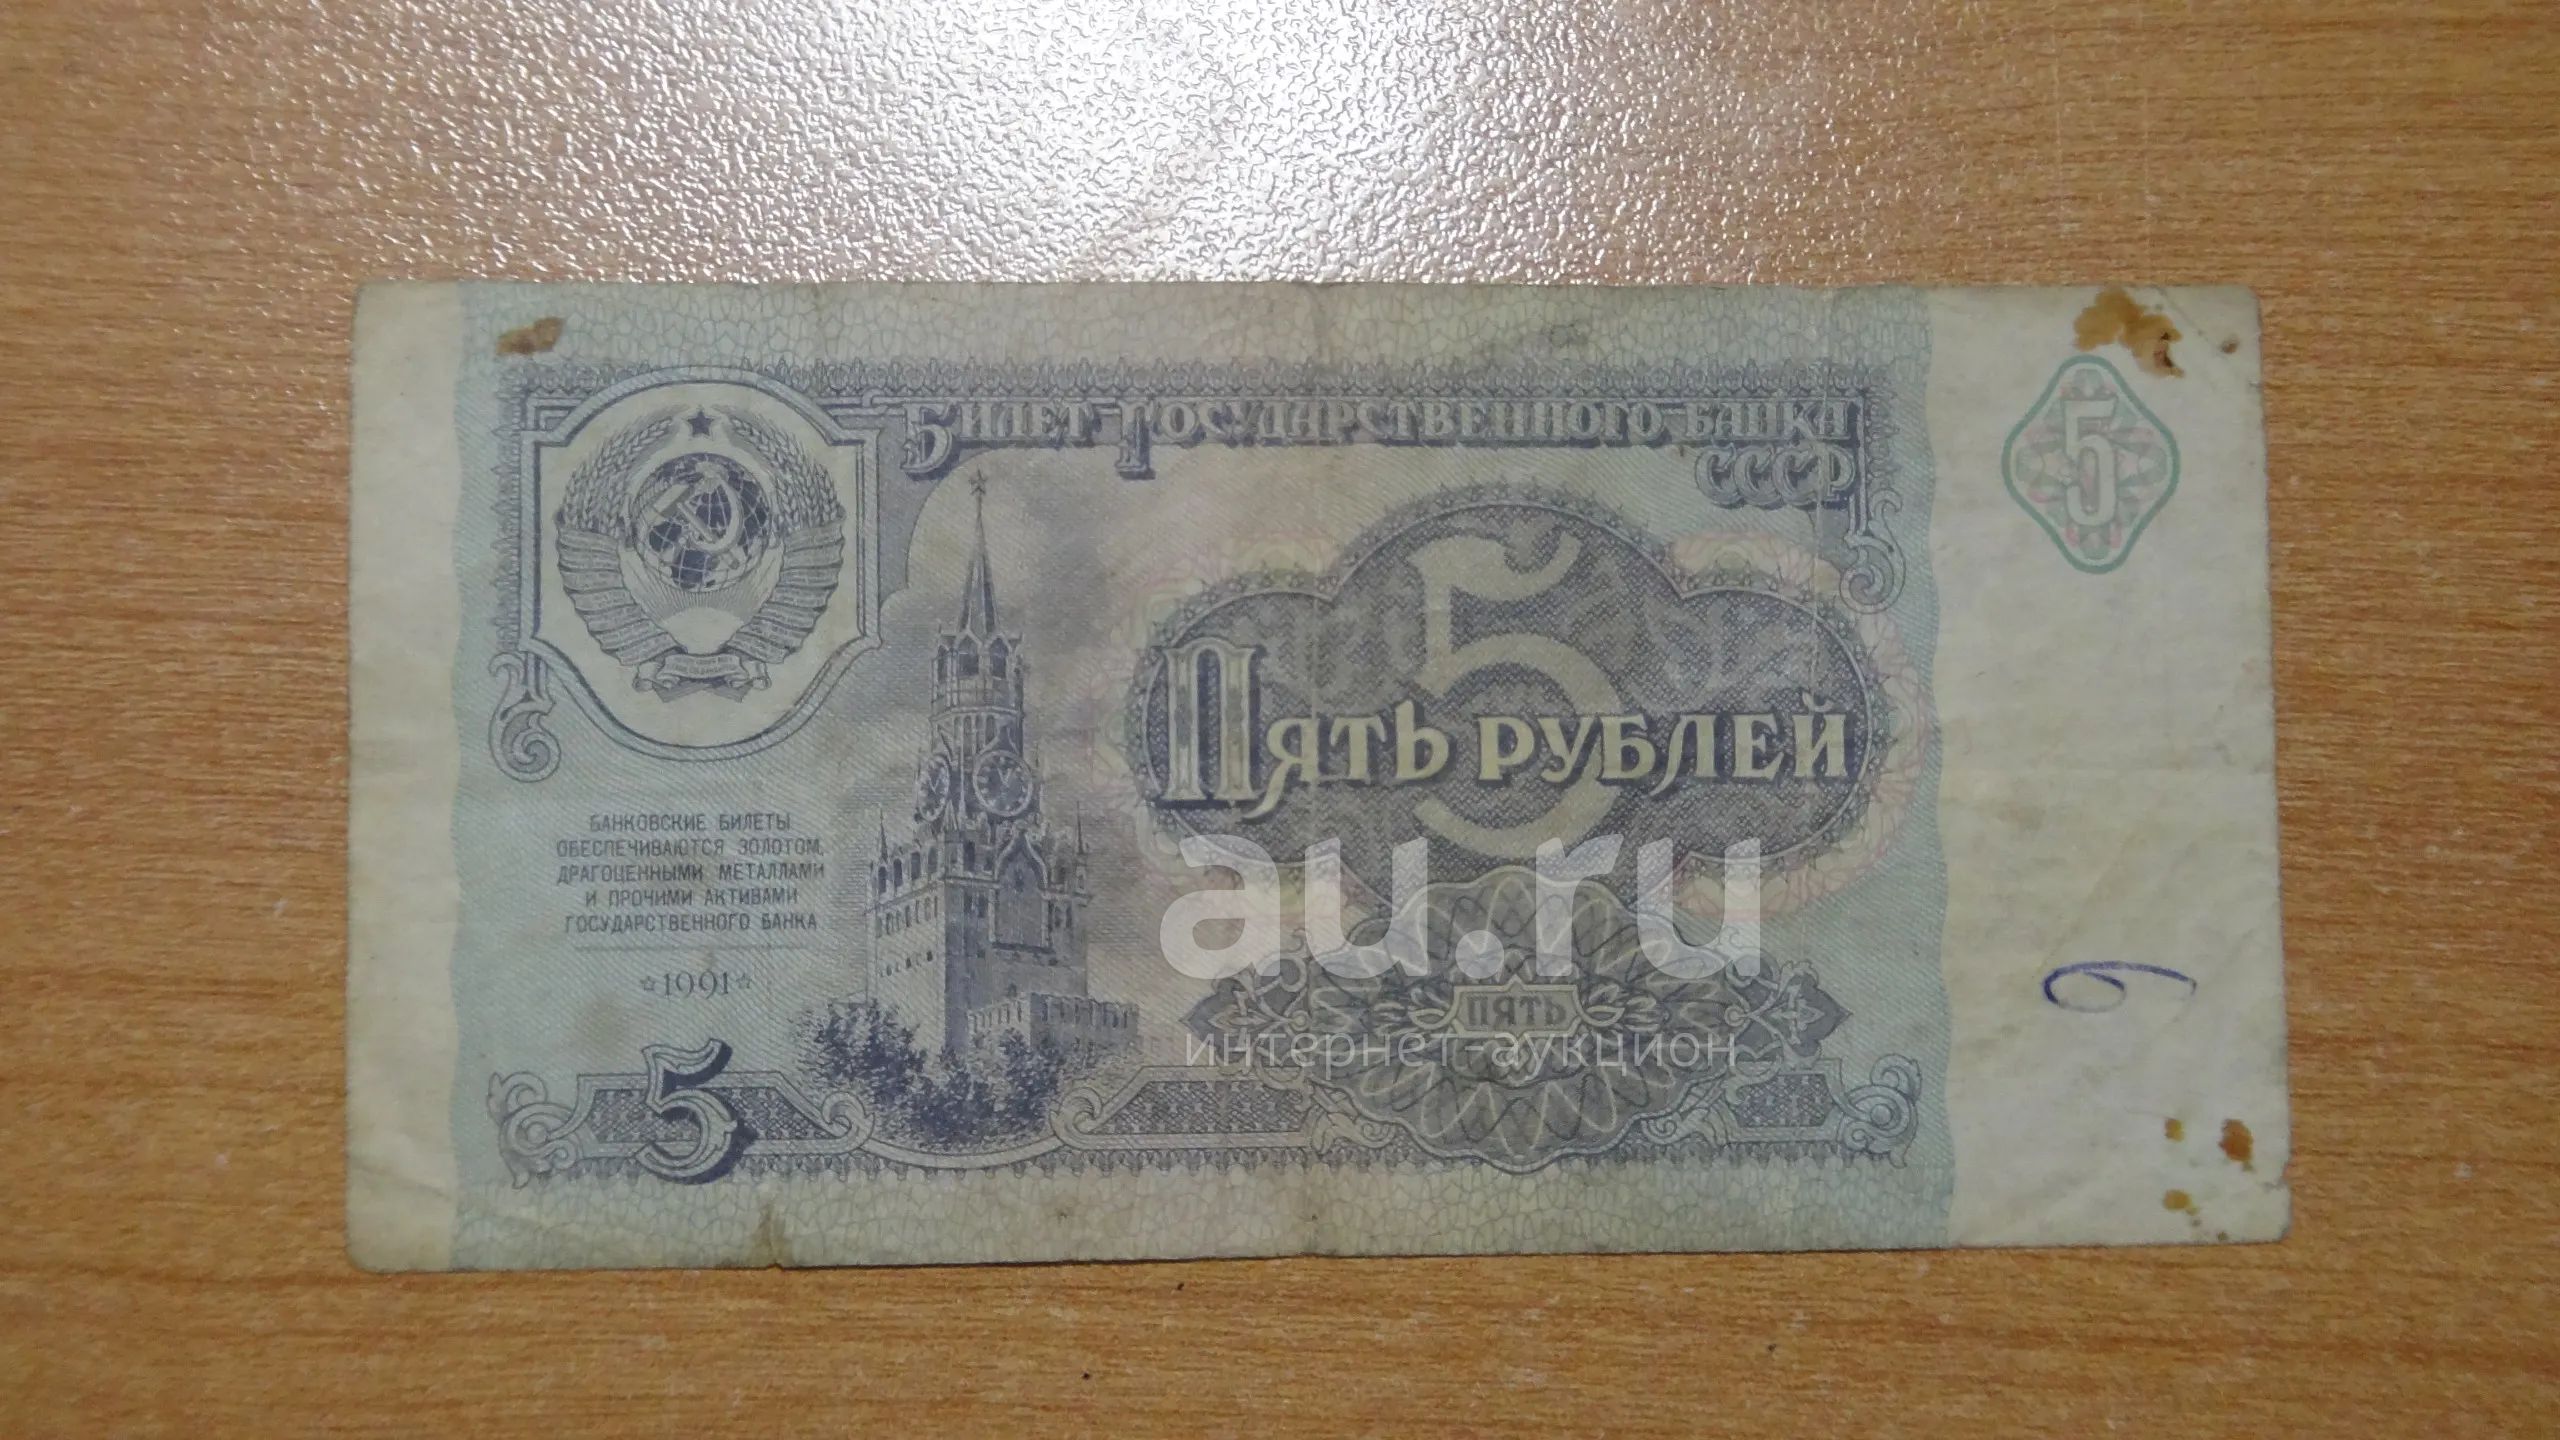 Билет Государственного банка
СССР
5
5
Пять рублей
БАНКОВСКИЕ БИЛЕТЫ
ОБЕСПЕЧИВАЮТСЯ ЗОЛОТОМ,
ДРАГОЦЕННЫМИ МЕТАЛЛАМИ
И ПРОЧИМИ АКТИВАМИ
ГОСУДАРСТВЕННОГО БАНКА
1991
5
ПЯТЬ
au.ru
интернет-аукцион